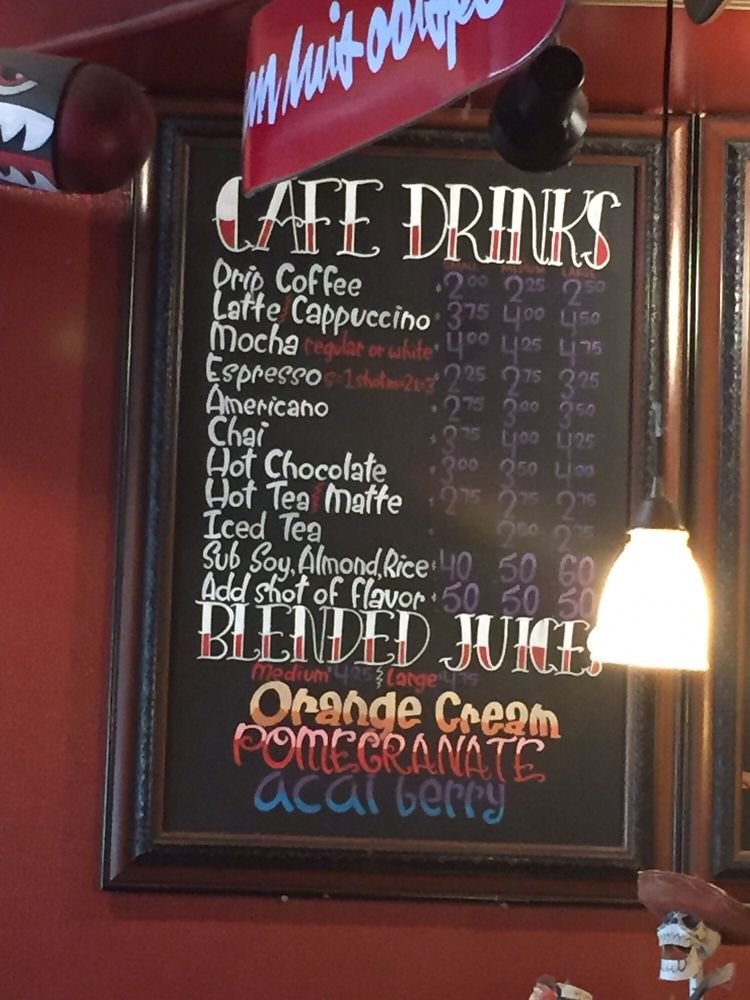 CAFE DRINKS
SMALL MEDIUM LARGE
Drip Coffee 2 00 2 25 2 50
Latte Cappuccino 3 75 4 00 4 50
Mocha regular or white 4 00 4 25 4 75
Espresso s=1shot m=2 L=3 2 25 2 75 3 25
Americano 2 75 3 00 3 50
Chai 3 75 4 00 4 25
Hot Chocolate 3 00 3 50 4 00
Hot Tea Matte 2 75 2 75 2 75
Iced Tea 2 50 2 75
Sub Soy, Almond, Rice 40 50 60
Add shot of flavor 50 50 50
BLENDED JUICES
medium 4 25 Large 4 75
Orange Cream
POMEGRANATE
acai berry